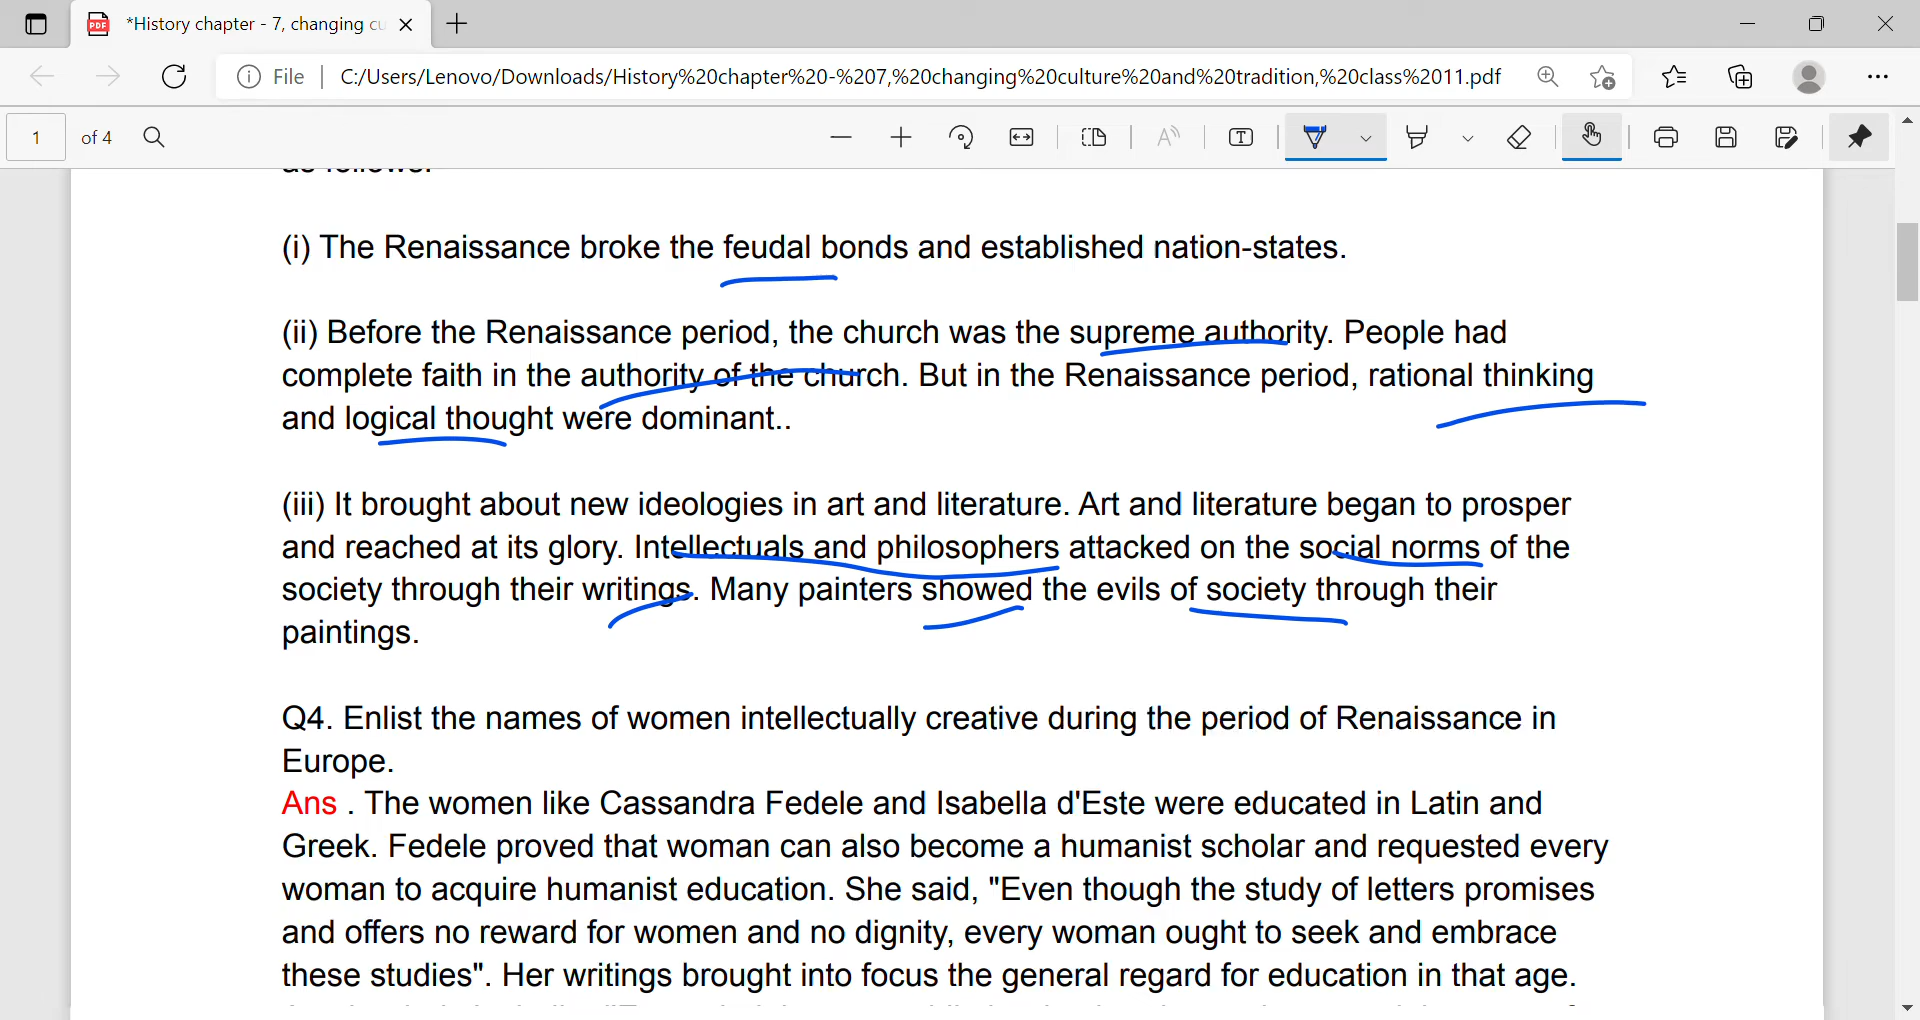 *History chapter - 7, changing cu
File
C:/Users/Lenovo/Downloads/History%20chapter%20-%207,%20changing%20culture%20and%20tradition,%20class%2011.pdf
1 of 4
as follows:
(i) The Renaissance broke the feudal bonds and established nation-states.
(ii) Before the Renaissance period, the church was the supreme authority. People had
complete faith in the authority of the church. But in the Renaissance period, rational thinking
and logical thought were dominant..
(iii) It brought about new ideologies in art and literature. Art and literature began to prosper
and reached at its glory. Intellectuals and philosophers attacked on the social norms of the
society through their writings. Many painters showed the evils of society through their
paintings.
Q4. Enlist the names of women intellectually creative during the period of Renaissance in
Europe.
Ans . The women like Cassandra Fedele and Isabella d'Este were educated in Latin and
Greek. Fedele proved that woman can also become a humanist scholar and requested every
woman to acquire humanist education. She said, "Even though the study of letters promises
and offers no reward for women and no dignity, every woman ought to seek and embrace
these studies". Her writings brought into focus the general regard for education in that age.